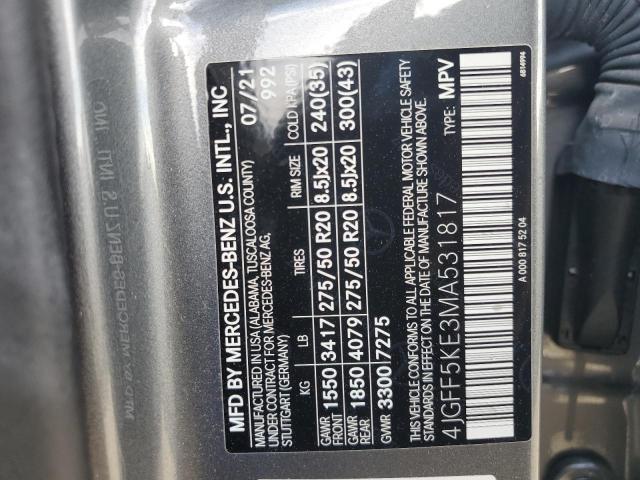 MFD BY MERCEDES-BENZ U.S. INTL., INC
MANUFACTURED IN USA (ALABAMA, TUSCALOOSA COUNTY) 07/21
UNDER CONTRACT FOR MERCEDES-BENZ AG, 992
STUTTGART (GERMANY)
KG LB TIRES RIM SIZE COLD kPA (PSI)
GAWR FRONT 1550 3417 275/50 R20 8.5Jx20 240(35)
GAWR REAR 1850 4079 275/50 R20 8.5Jx20 300(43)
GVWR 3300 7275
THIS VEHICLE CONFORMS TO ALL APPLICABLE FEDERAL MOTOR VEHICLE SAFETY
STANDARDS IN EFFECT ON THE DATE OF MANUFACTURE SHOWN ABOVE.
4JGFF5KE3MA531817 TYPE: MPV
A 000 817 52 04
6814994